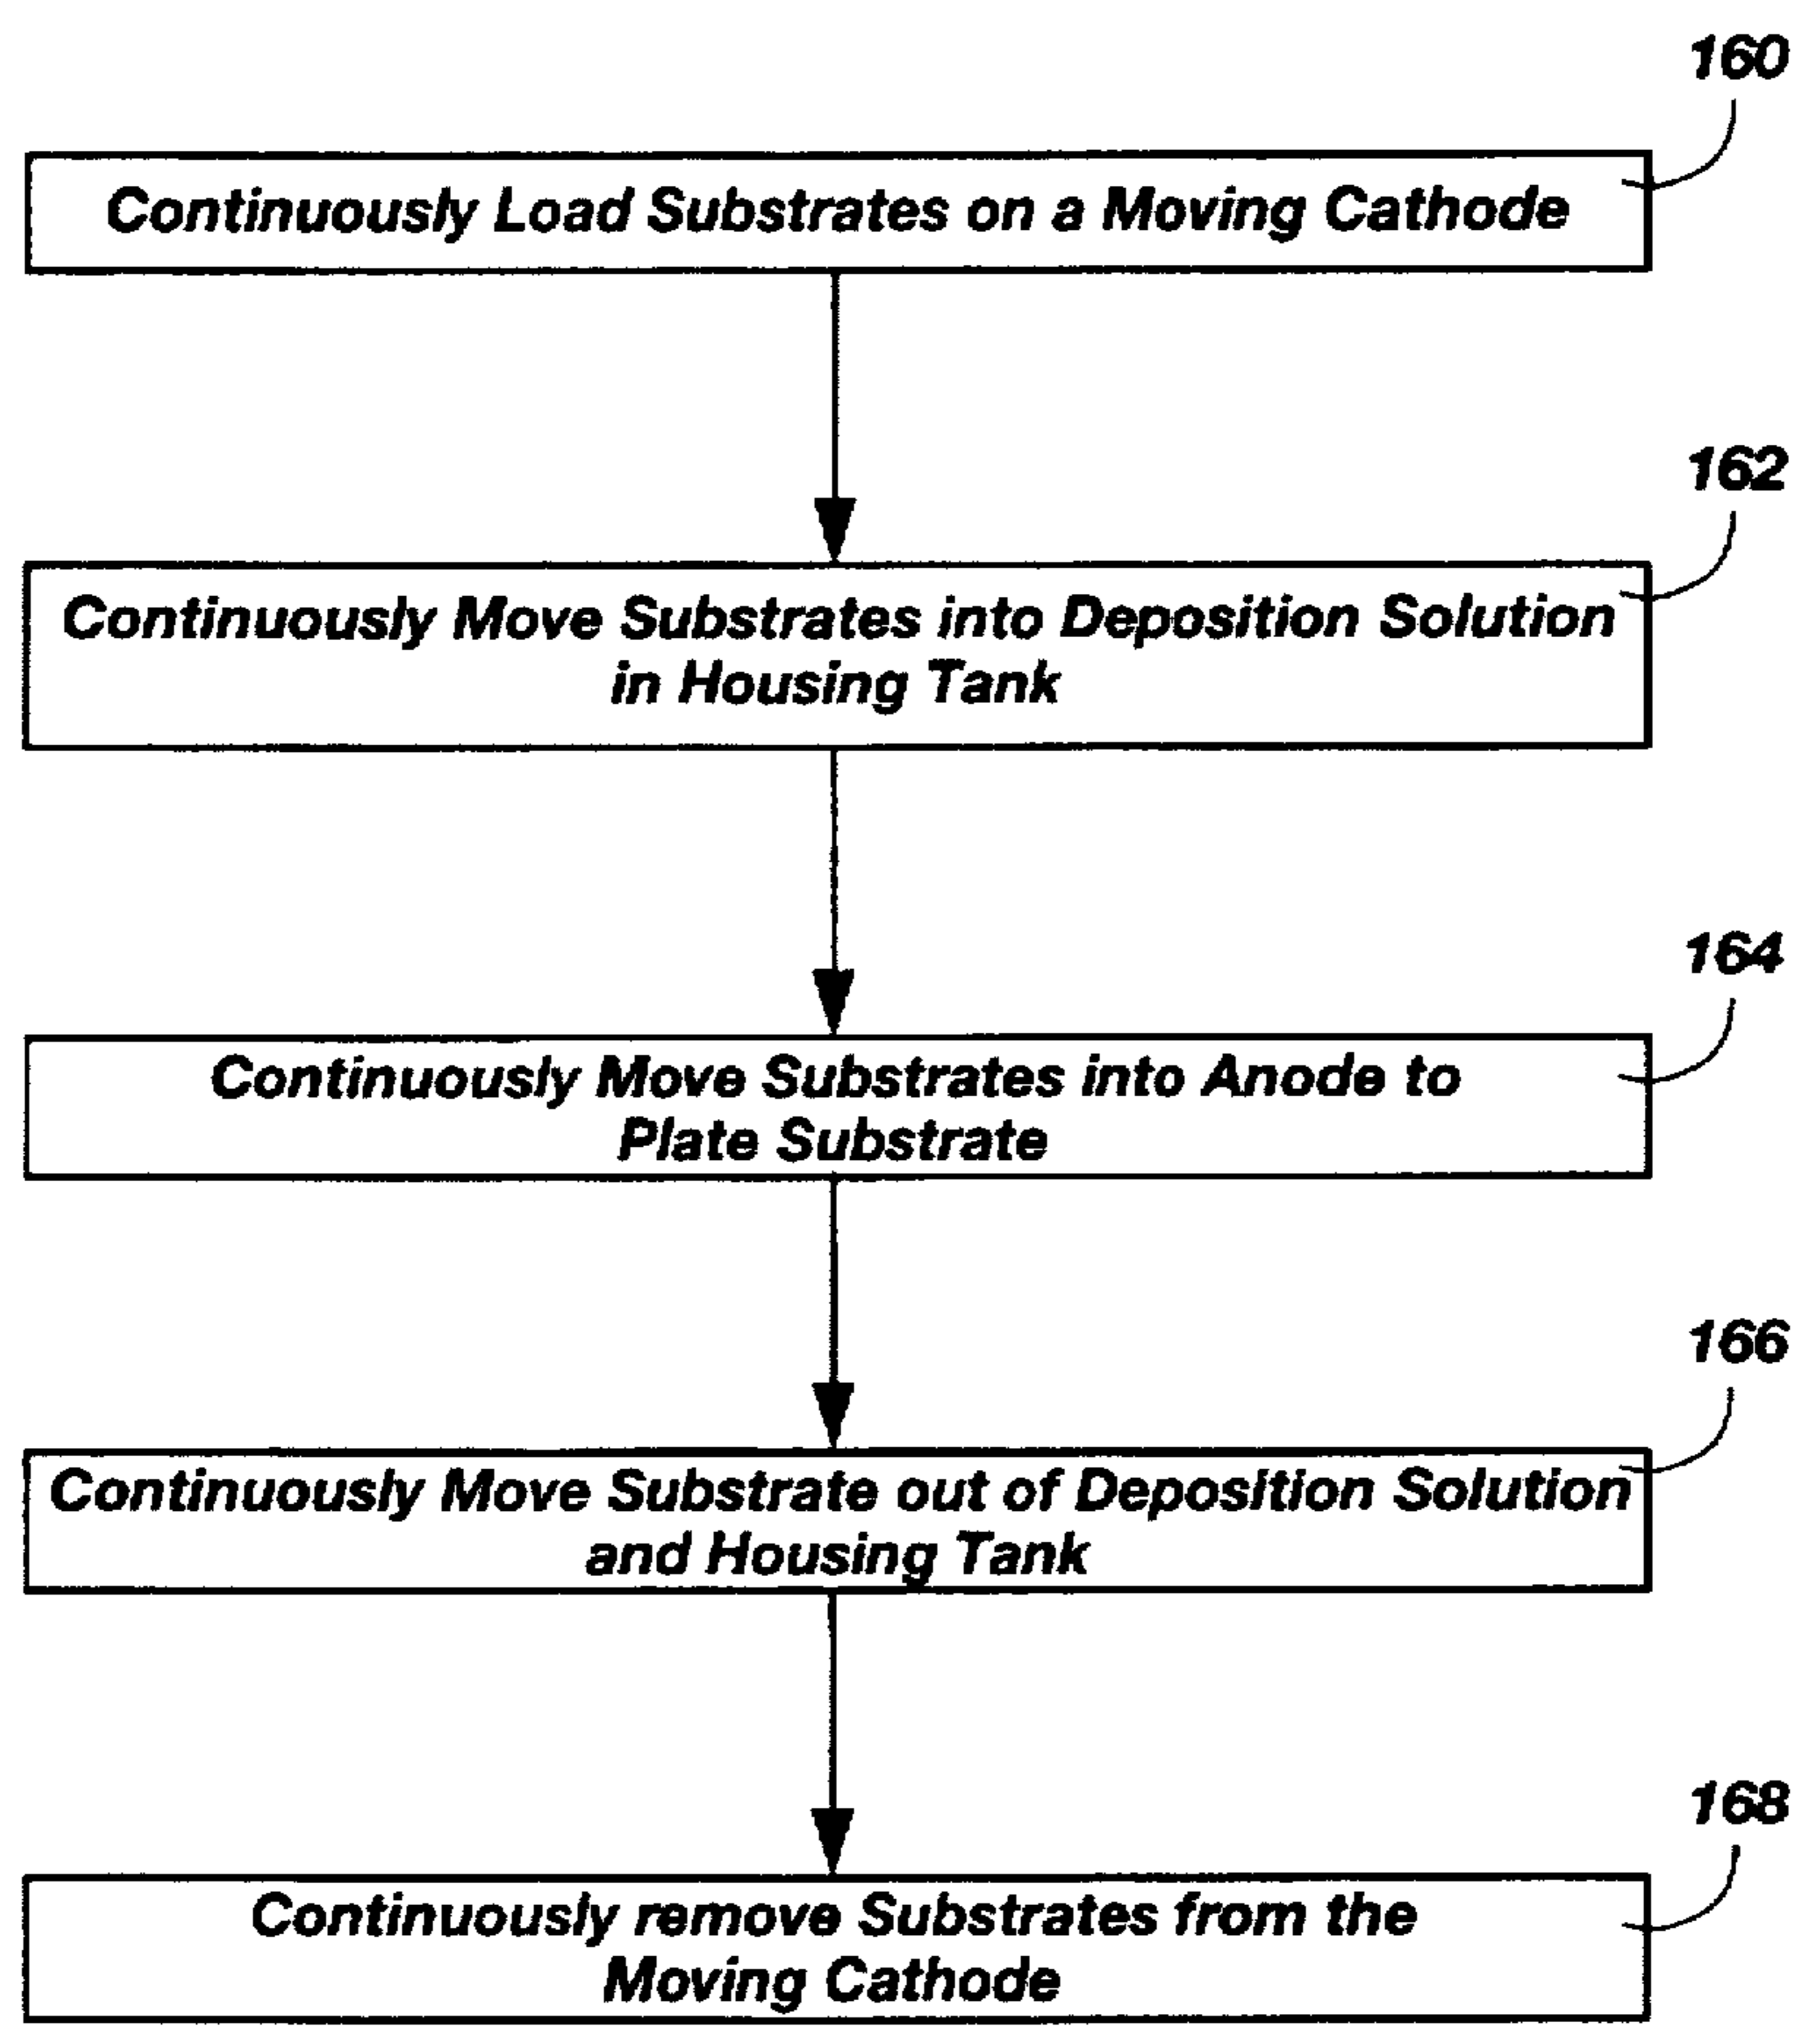 160
Continuously Load Substrates on a Moving Cathode
162
Continuously Move Substrates into Deposition Solution
in Housing Tank
164
Continuously Move Substrates into Anode to
Plate Substrate
166
Continuously Move Substrate out of Deposition Solution
and Housing Tank
168
Continuously remove Substrates from the
Moving Cathode